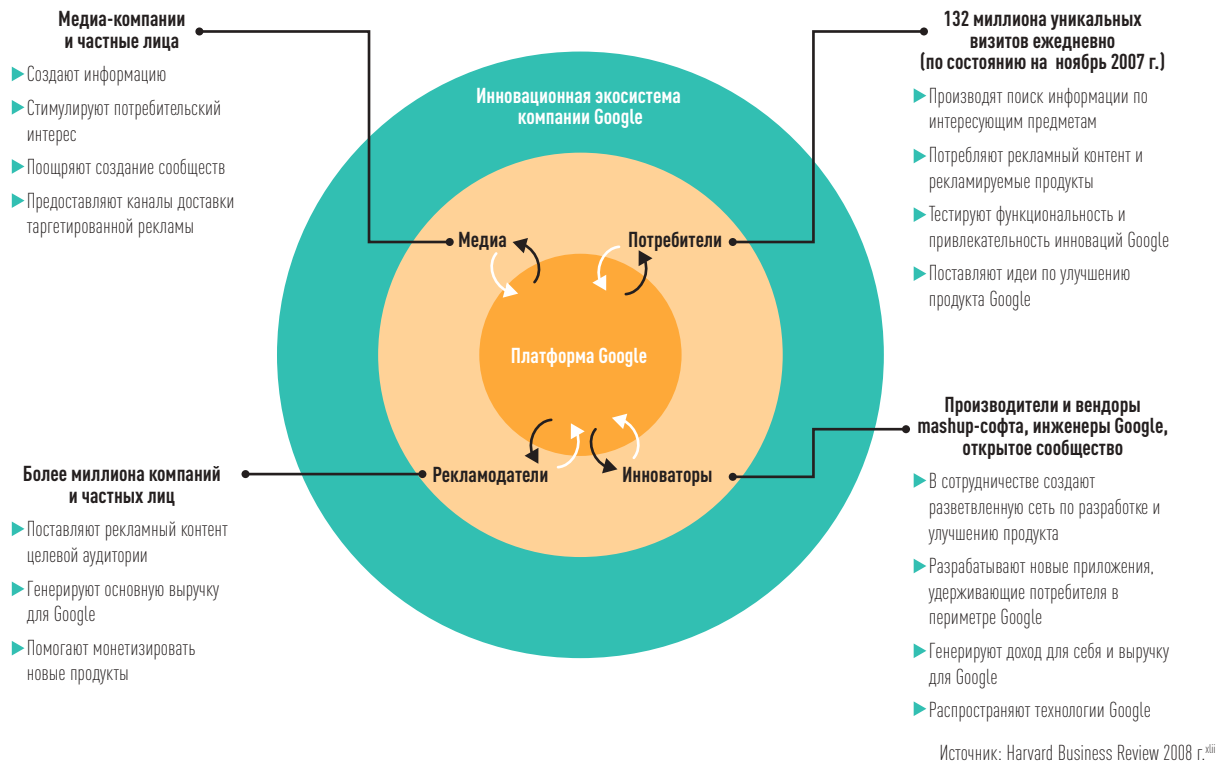 Медиа-компании
и частные лица
Создают информацию
Стимулируют потребительский
интерес
Поощряют создание сообществ
Предоставляют каналы доставки
таргетированной рекламы
132 миллиона уникальных
визитов ежедневно
(по состоянию на ноябрь 2007 г.)
Производят поиск информации по
интересующим предметам
Потребляют рекламный контент и
рекламируемые продукты
Тестируют функциональность и
привлекательность инноваций Google
Поставляют идеи по улучшению
продукта Google
Инновационная экосистема
компании Google
Медиа
Потребители
Платформа Google
Рекламодатели
Инноваторы
Более миллиона компаний
и частных лиц
Поставляют рекламный контент
целевой аудитории
Генерируют основную выручку
для Google
Помогают монетизировать
новые продукты
Производители и вендоры
mashup-софта, инженеры Google,
открытое сообщество
В сотрудничестве создают
разветвленную сеть по разработке и
улучшению продукта
Разрабатывают новые приложения,
удерживающие потребителя в
периметре Google
Генерируют доход для себя и выручку
для Google
Распространяют технологии Google
Источник: Harvard Business Review 2008 г.xlii